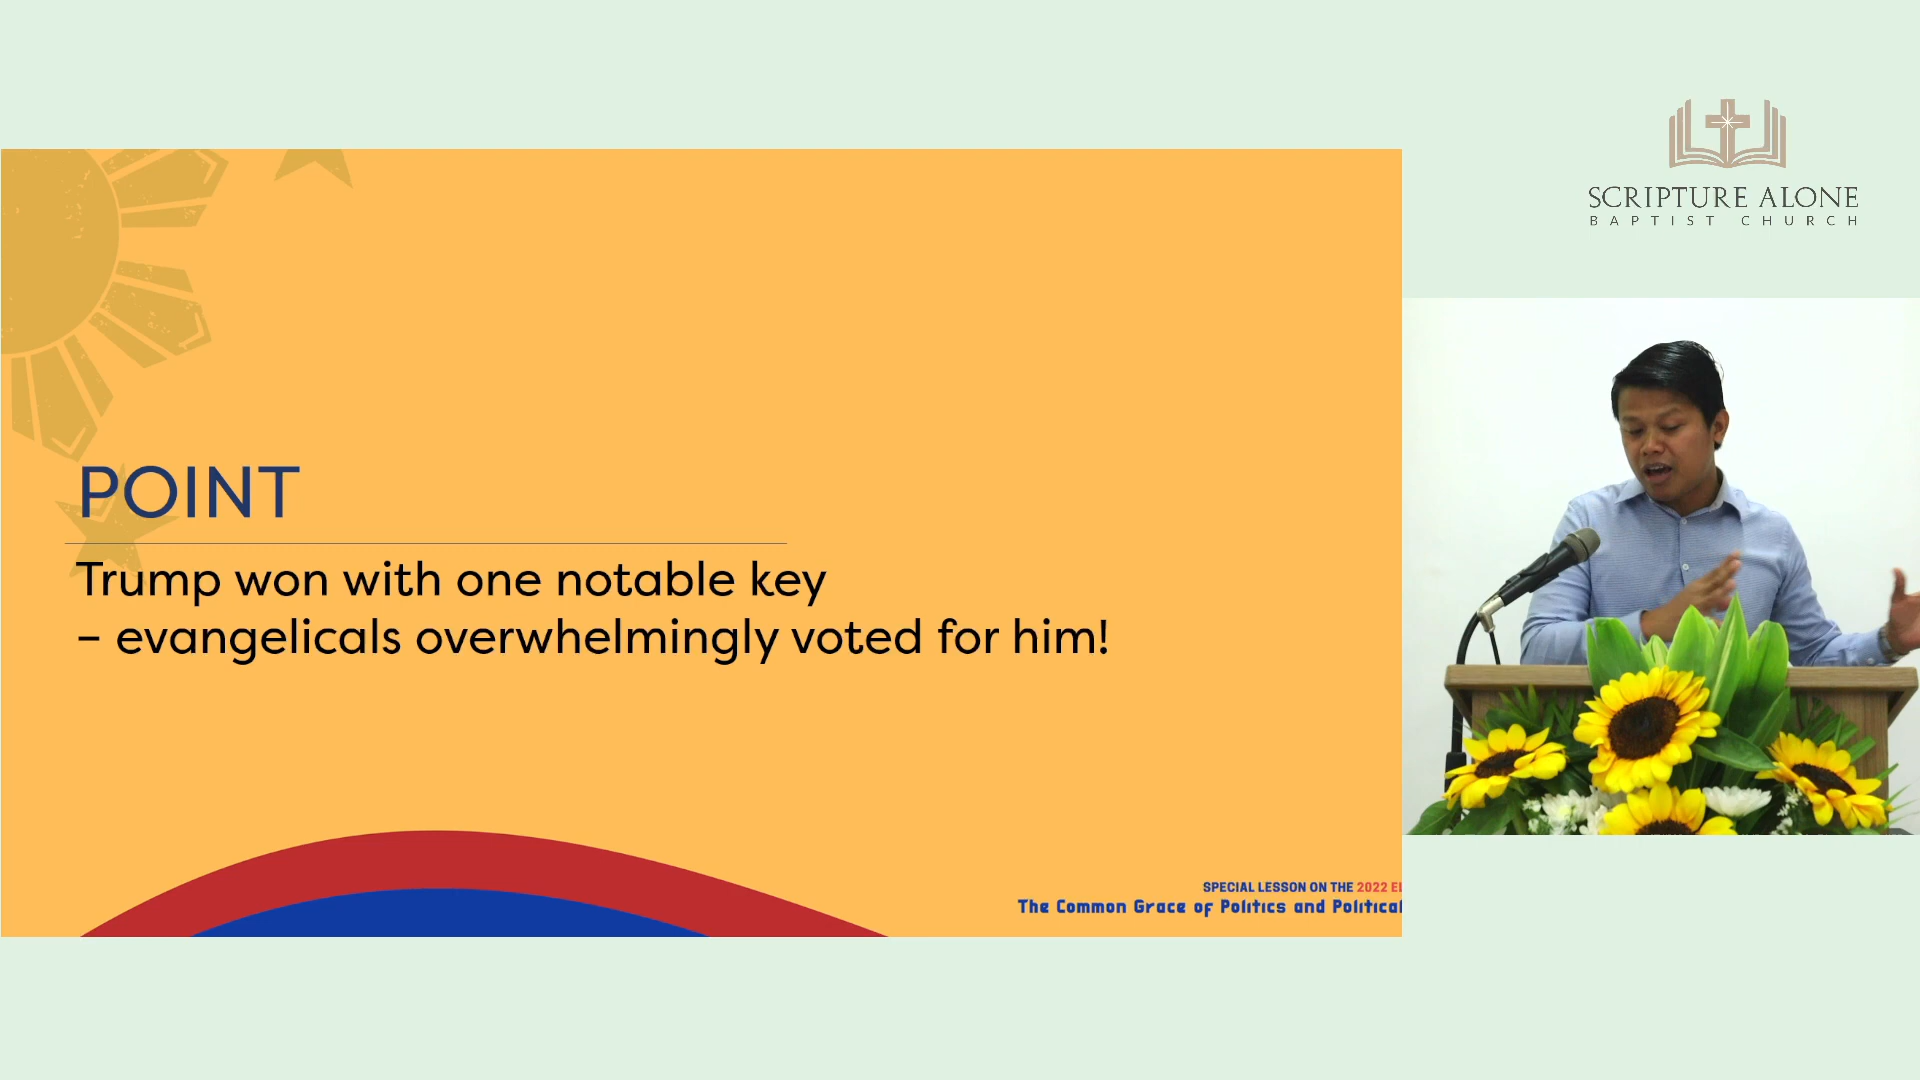 SCRIPTURE ALONE
BAPTIST CHURCH
POINT
Trump won with one notable key
– evangelicals overwhelmingly voted for him!
SPECIAL LESSON ON THE 2022 EL
The Common Grace of Politics and Political